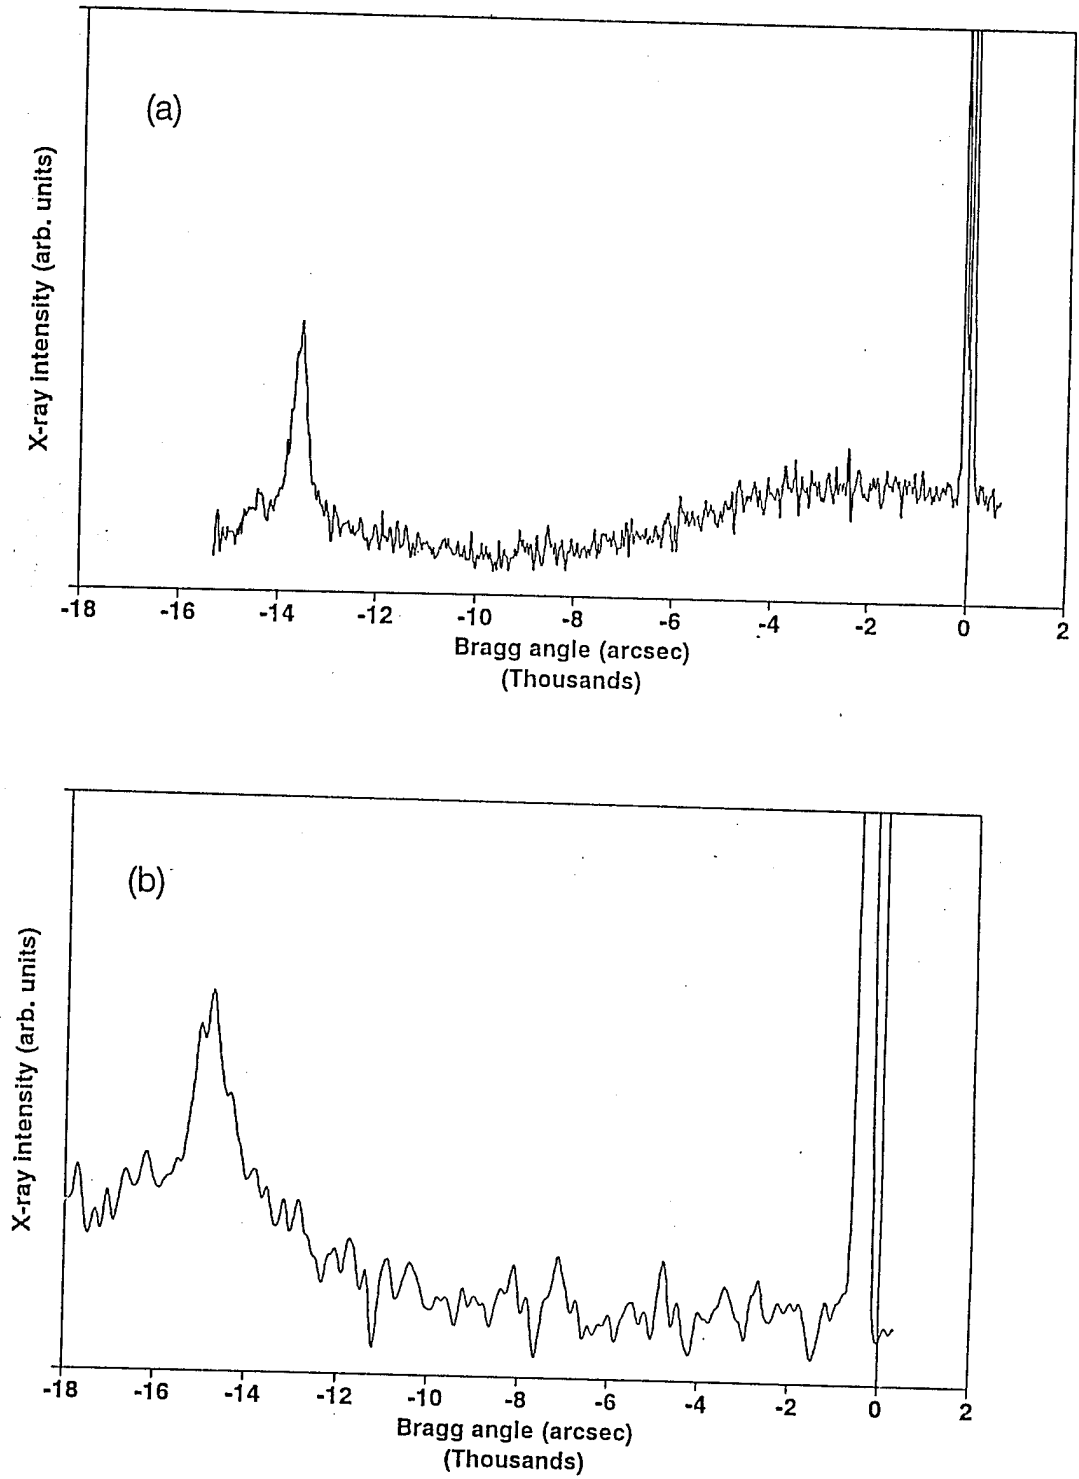 (a)
X-ray intensity (arb. units)
-18 -16 -14 -12 -10 -8 -6 -4 -2 0 2
Bragg angle (arcsec)
(Thousands)
(b)
X-ray intensity (arb. units)
-18 -16 -14 -12 -10 -8 -6 -4 -2 0 2
Bragg angle (arcsec)
(Thousands)